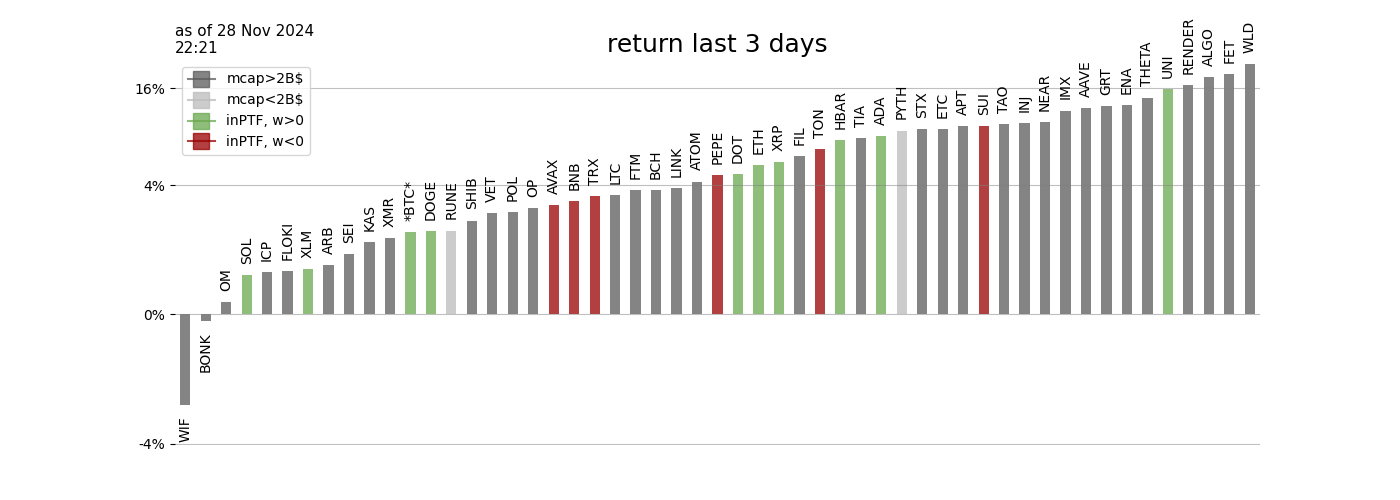 as of 28 Nov 2024
22:21
return last 3 days
mcap>2B$
mcap<2B$
inPTF, w>0
inPTF, w<0
16%
4%
0%
-4%
WIF
BONK
OM
SOL
ICP
FLOKI
XLM
ARB
SEI
KAS
XMR
*BTC*
DOGE
RUNE
SHIB
VET
POL
OP
AVAX
BNB
TRX
LTC
FTM
BCH
LINK
ATOM
PEPE
DOT
ETH
XRP
FIL
TON
HBAR
TIA
ADA
PYTH
STX
ETC
APT
SUI
TAO
INJ
NEAR
IMX
AAVE
GRT
ENA
THETA
UNI
RENDER
ALGO
FET
WLD